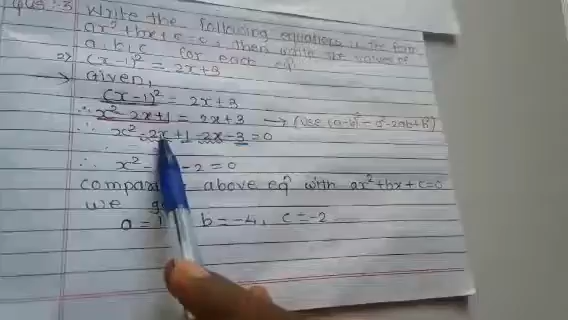 Ques :-3 Write the following equations in the form
ax²+bx+c=0, then write the values of
a, b, c for each eqⁿ
⇒ (x-1)² = 2x+3
→ Given,
(x-1)² = 2x+3
∴ x²-2x+1 = 2x+3 → (use (a-b)² = a²-2ab+b²)
∴ x²-2x+1-2x-3=0
∴ x² -2=0
above eqⁿ with ax²+bx+c=0
we
a = 1 b=-4, c=-2